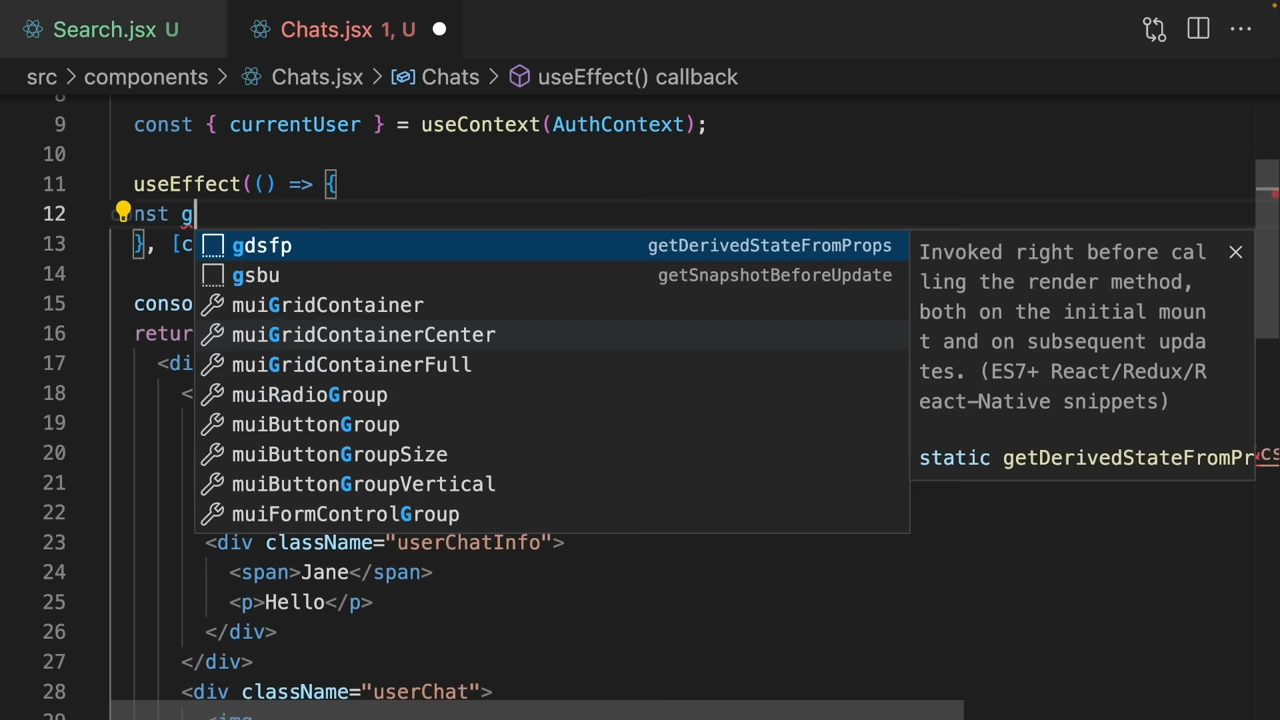 Search.jsx U
Chats.jsx 1, U
src > components > Chats.jsx > Chats > useEffect() callback
9 const { currentUser } = useContext(AuthContext);
10
11 useEffect(() => {
12 nst g
13 }, [c
14
15 conso
16 retur
17 <di
18 <
19
20
21
22
23 <div className="userChatInfo">
24 <span>Jane</span>
25 <p>Hello</p>
26 </div>
27 </div>
28 <div className="userChat">
gdsfp getDerivedStateFromProps
gsbu getSnapshotBeforeUpdate
muiGridContainer
muiGridContainerCenter
muiGridContainerFull
muiRadioGroup
muiButtonGroup
muiButtonGroupSize
muiButtonGroupVertical
muiFormControlGroup
Invoked right before cal
ling the render method,
both on the initial moun
t and on subsequent upda
tes. (ES7+ React/Redux/R
eact-Native snippets)
static getDerivedStateFromPr